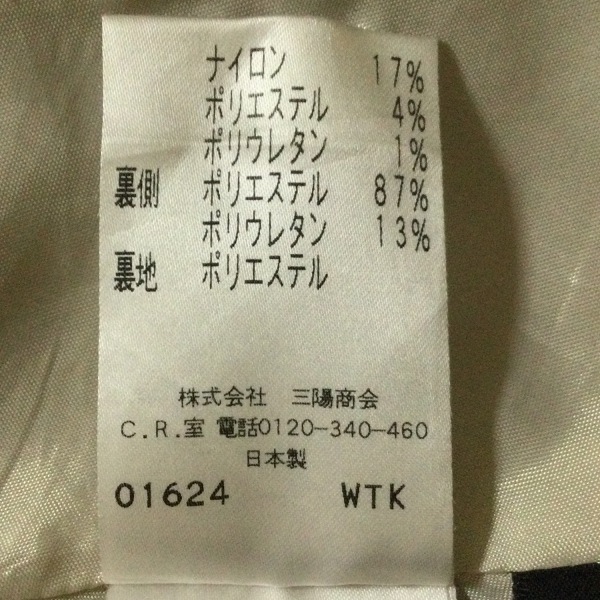 ナイロン 17%
ポリエステル 4%
ポリウレタン 1%
裏側 ポリエステル 87%
ポリウレタン 13%
裏地 ポリエステル
株式会社 三陽商会
C.R.室 電話0120-340-460
日本製
01624 WTK